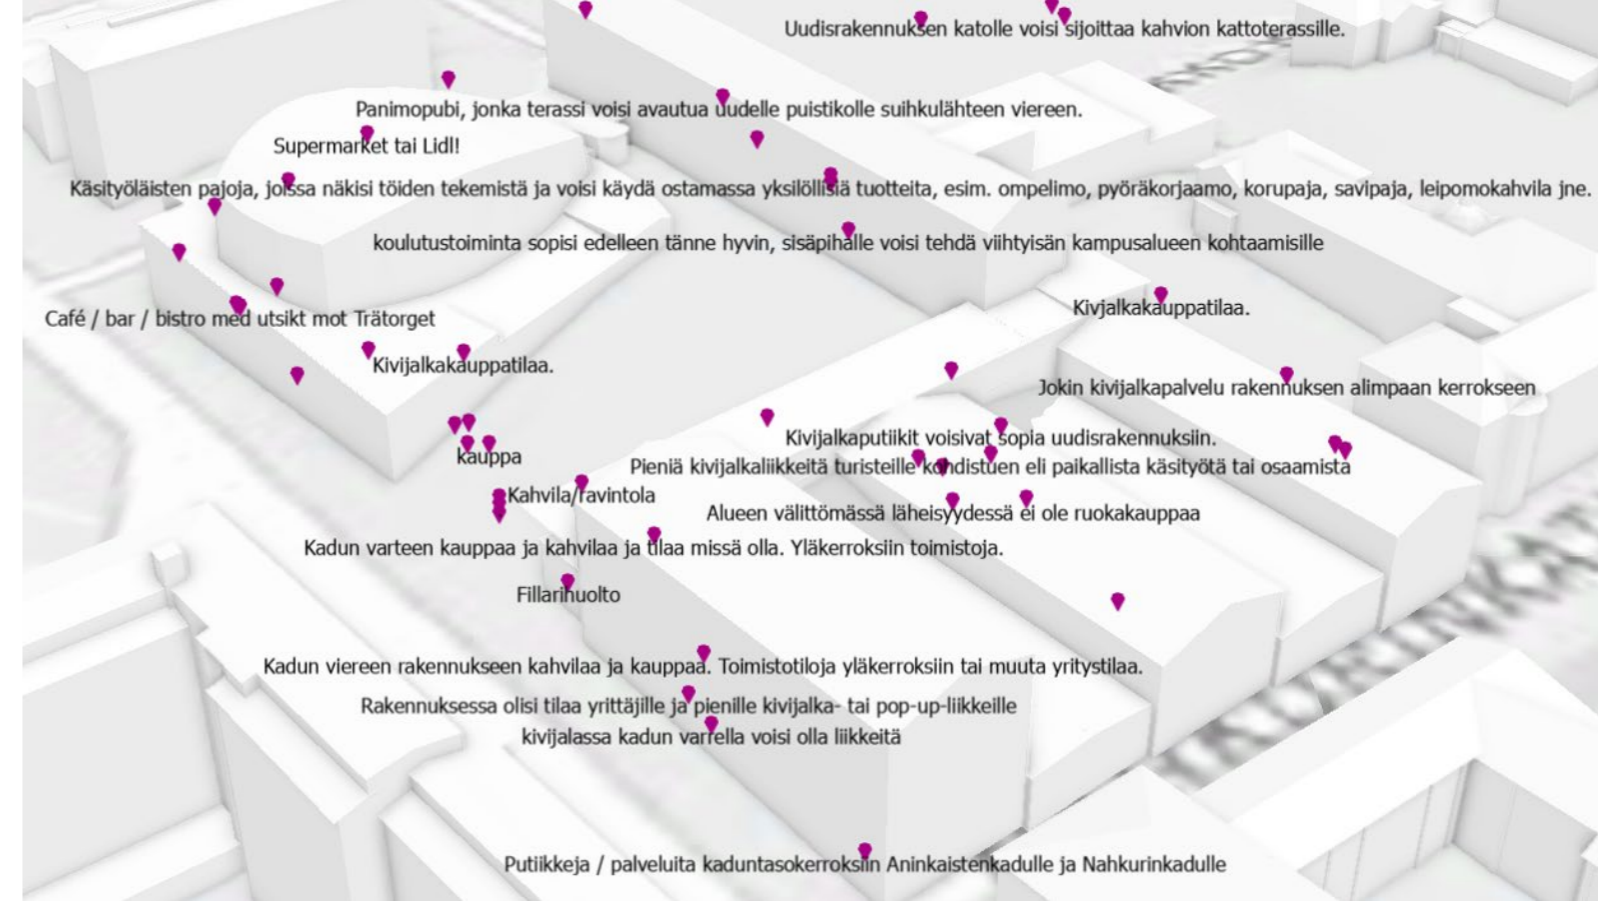 Uudisrakennuksen katolle voisi sijoittaa kahvion kattoterassille.
Panimopubi, jonka terassi voisi avautua uudelle puistikolle suihkulähteen viereen.
Supermarket tai Lidl!
Käsityöläisten pajoja, joissa näkisi töiden tekemistä ja voisi käydä ostamassa yksilöllisiä tuotteita, esim. ompelimo, pyöräkorjaamo, korupaja, savipaja, leipomokahvila jne.
koulutustoiminta sopisi edelleen tänne hyvin, sisäpihalle voisi tehdä viihtyisän kampusalueen kohtaamisille
Kivjalkakauppatilaa.
Café / bar / bistro med utsikt mot Trätorget
Kivijalkakauppatilaa.
Jokin kivijalkapalvelu rakennuksen alimpaan kerrokseen
Kivijalkaputiikit voisivat sopia uudisrakennuksiin.
kauppa
Pieniä kivijalkaliikkeitä turisteille kohdistuen eli paikallista käsityötä tai osaamista
Kahvila/ravintola
Alueen välittömässä läheisyydessä ei ole ruokakauppaa
Kadun varteen kauppaa ja kahvilaa ja tilaa missä olla. Yläkerroksiin toimistoja.
Fillarihuolto
Kadun viereen rakennukseen kahvilaa ja kauppaa. Toimistotiloja yläkerroksiin tai muuta yritystilaa.
Rakennuksessa olisi tilaa yrittäjille ja pienille kivijalka- tai pop-up-liikkeille
kivijalassa kadun varrella voisi olla liikkeitä
Putiikkeja / palveluita kaduntasokerroksiin Aninkaistenkadulle ja Nahkurinkadulle